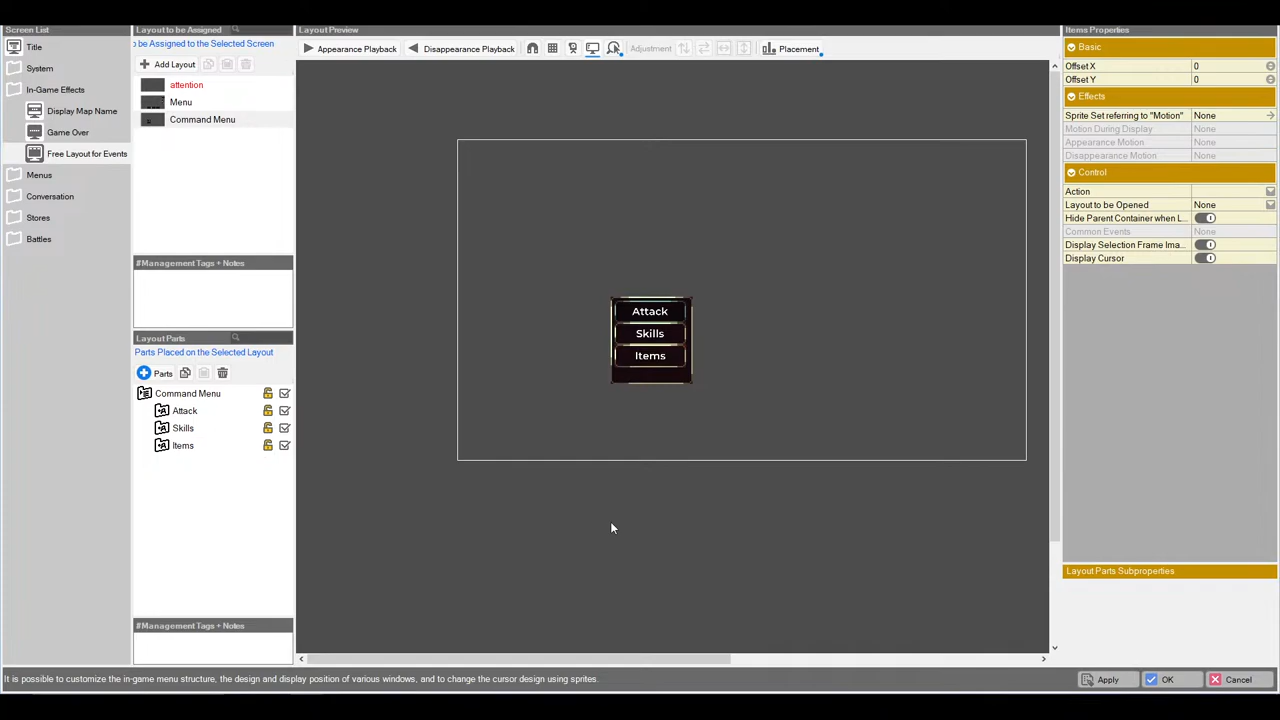 Screen List
Title
System
In-Game Effects
Display Map Name
Game Over
Free Layout for Events
Menus
Conversation
Stores
Battles
Layout to be Assigned
o be Assigned to the Selected Screen
Add Layout
attention
Menu
Command Menu
#Management Tags + Notes
Layout Parts
Parts Placed on the Selected Layout
Parts
Command Menu
Attack
Skills
Items
#Management Tags + Notes
Layout Preview
Appearance Playback
Disappearance Playback
Adjustment
Placement
Attack
Skills
Items
Items Properties
Basic
Offset X 0
Offset Y 0
Effects
Sprite Set referring to "Motion" None
Motion During Display None
Appearance Motion None
Disappearance Motion None
Control
Action
Layout to be Opened None
Hide Parent Container when L...
Common Events None
Display Selection Frame Ima...
Display Cursor
Layout Parts Subproperties
It is possible to customize the in-game menu structure, the design and display position of various windows, and to change the cursor design using sprites.
Apply
OK
Cancel